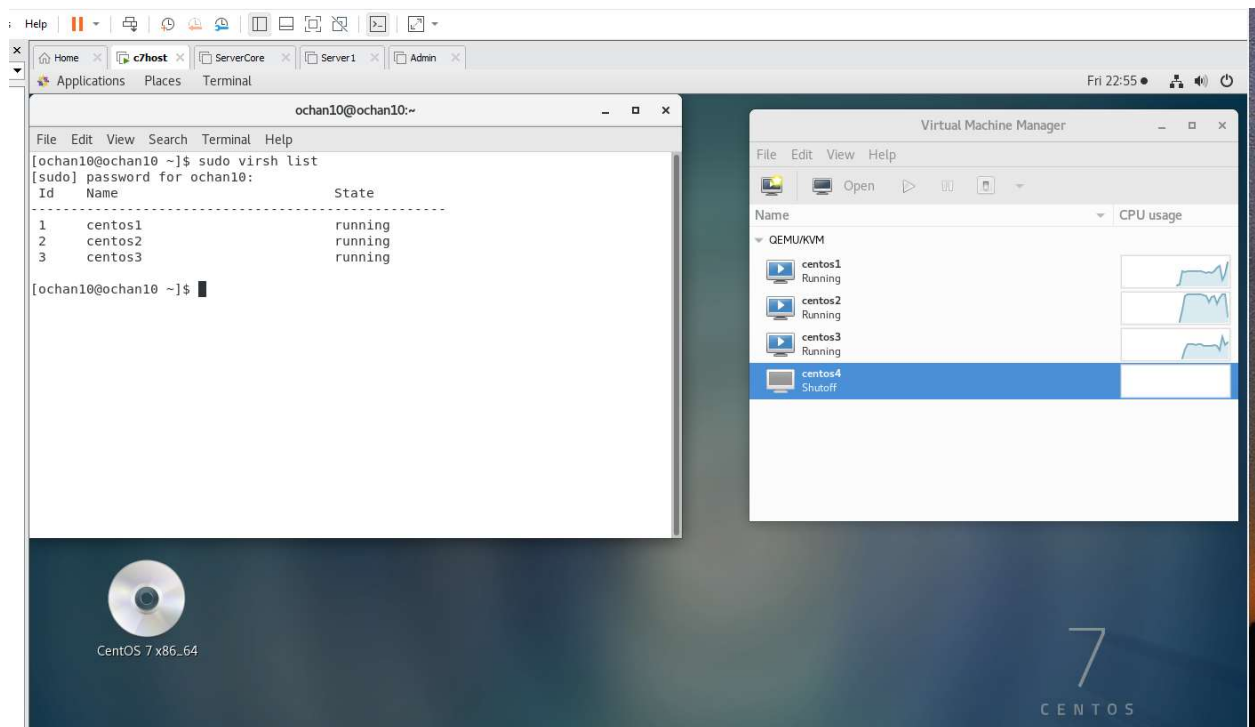 Help
Home c7host ServerCore Server1 Admin
Applications Places Terminal Fri 22:55
ochan10@ochan10:~
File Edit View Search Terminal Help
[ochan10@ochan10 ~]$ sudo virsh list
[sudo] password for ochan10:
Id Name State
----------------------------------------------------
1 centos1 running
2 centos2 running
3 centos3 running
[ochan10@ochan10 ~]$
Virtual Machine Manager
File Edit View Help
Open
Name CPU usage
QEMU/KVM
centos1
Running
centos2
Running
centos3
Running
centos4
Shutoff
CentOS 7 x86_64
7
CENTOS